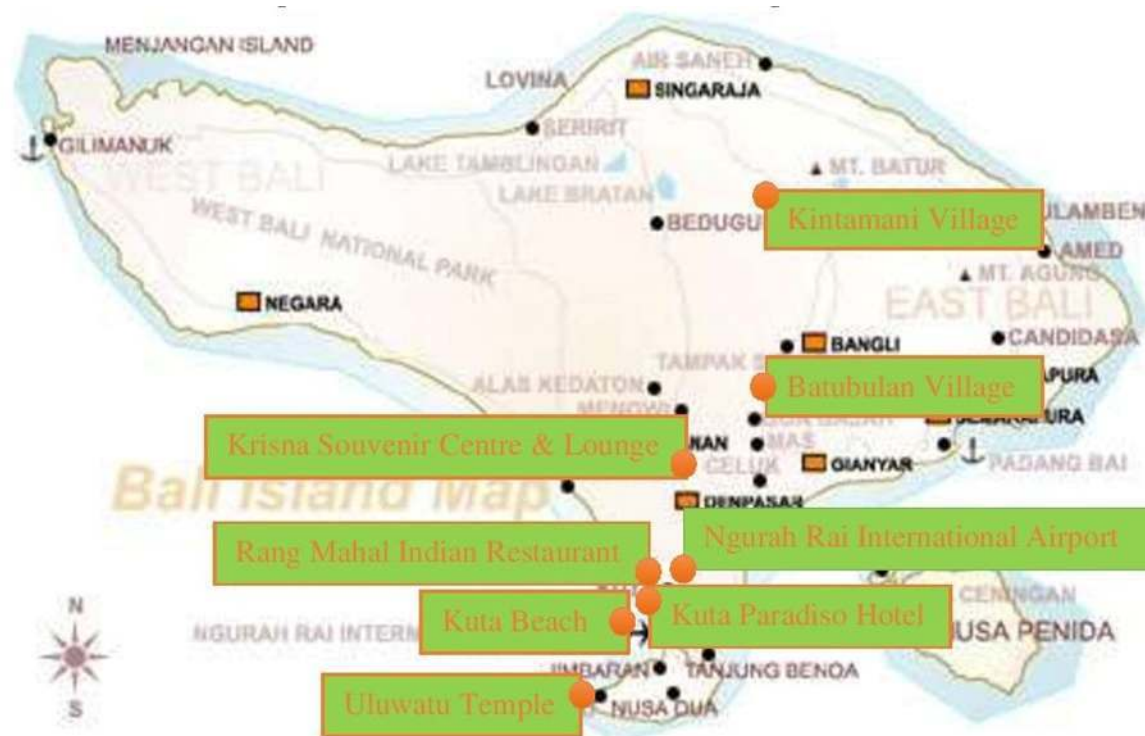 MENJANGAN ISLAND
AIR SANEH
LOVINA
SINGARAJA
SERIRIT
GILIMANUK
LAKE TAMBLINGAN
MT. BATUR
WEST BALI
LAKE BRATAN
Kintamani Village
WEST BALI NATIONAL PARK
AMED
MT. AGUNG
NEGARA
EAST BALI
BANGLI
CANDIDASA
TAMPAK
ALAS KEDATON
Batubulan Village
Krisna Souvenir Centre & Lounge
MAS
CELUK
GIANYAR
PADANG BAI
Bali Island Map
DENPASAR
Rang Mahal Indian Restaurant
Ngurah Rai International Airport
CENINGAN
Kuta Beach
Kuta Paradiso Hotel
NGURAH RAI
NUSA PENIDA
N
S
JIMBARAN
TANJUNG BENOA
Uluwatu Temple
NUSA DUA